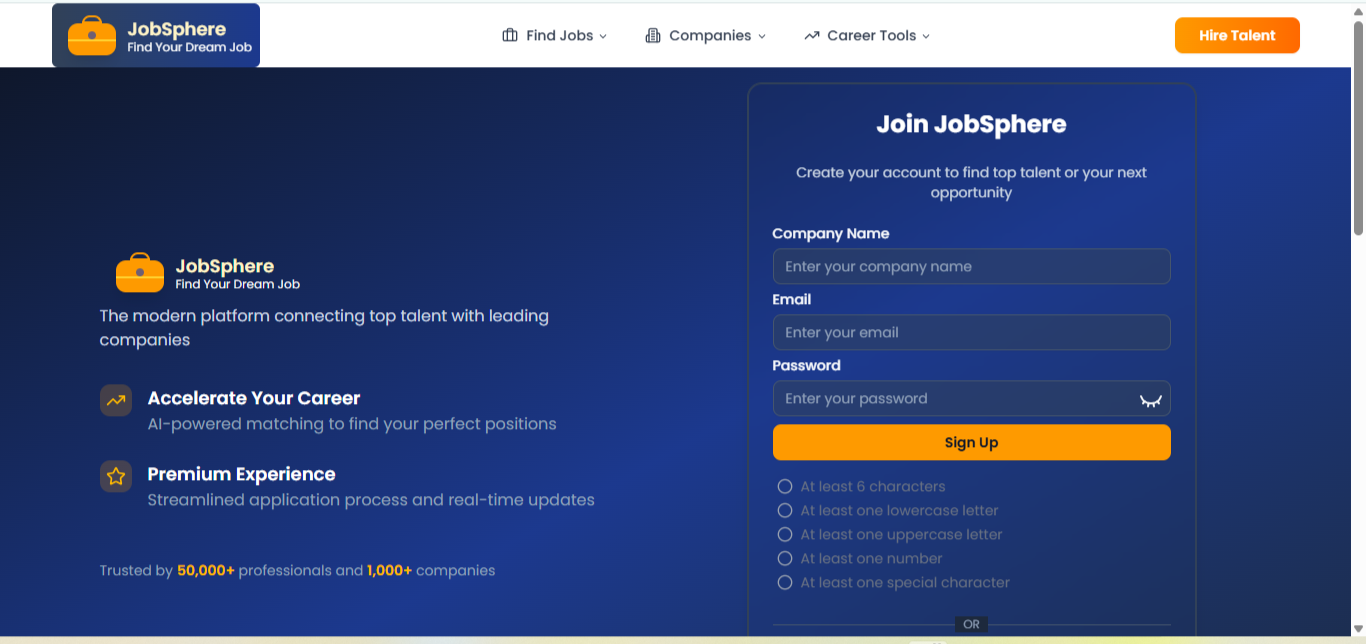 JobSphere
Find Your Dream Job
Find Jobs
Companies
Career Tools
Hire Talent
JobSphere
Find Your Dream Job
The modern platform connecting top talent with leading
companies
Accelerate Your Career
AI-powered matching to find your perfect positions
Premium Experience
Streamlined application process and real-time updates
Trusted by 50,000+ professionals and 1,000+ companies
Join JobSphere
Create your account to find top talent or your next
opportunity
Company Name
Enter your company name
Email
Enter your email
Password
Enter your password
Sign Up
At least 6 characters
At least one lowercase letter
At least one uppercase letter
At least one number
At least one special character
OR